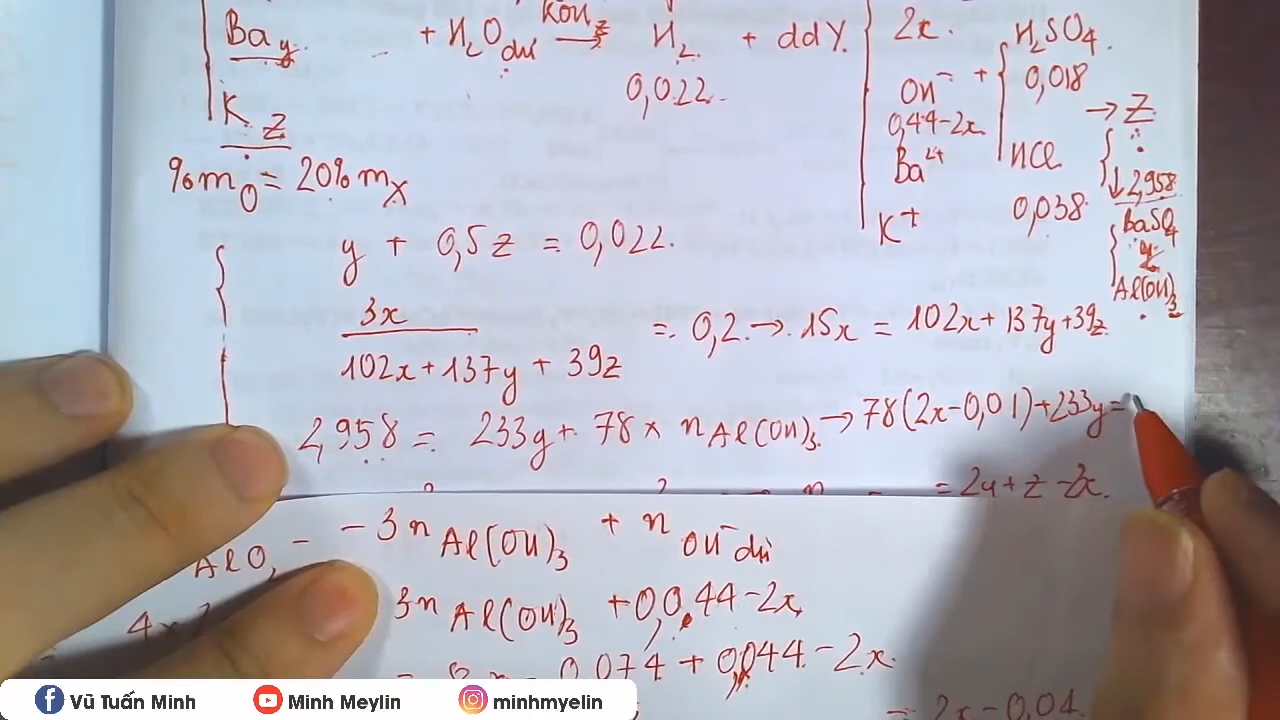 Ba y + H₂O dư →(KOH z) H₂ + ddY. 2x. H₂SO₄.
0,022. OH⁻ + 0,018
K z 0,44-2x → Z
Ba²⁺ HCl
%mO = 20% mX K⁺ 0,038 ↓ 2,958
y + 0,5z = 0,022. BaSO₄
y
Al(OH)₃
3x / 102x + 137y + 39z = 0,2 → 15x = 102x + 137y + 39z
2,958 = 233y + 78 × nAl(OH)₃ → 78(2x-0,01) + 233y =
= 2y + z - 2x.
AlO₂⁻ - 3nAl(OH)₃ + nOH⁻ dư
3nAl(OH)₃ + 0,044 - 2x
0,074 + 0,044 - 2x.
= 2x - 0,04.
Vũ Tuấn Minh Minh Meylin minhmyelin